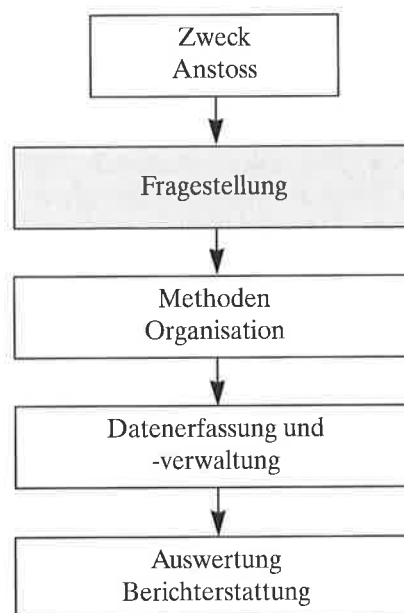 Zweck
Anstoss
Fragestellung
Methoden
Organisation
Datenerfassung und
-verwaltung
Auswertung
Berichterstattung